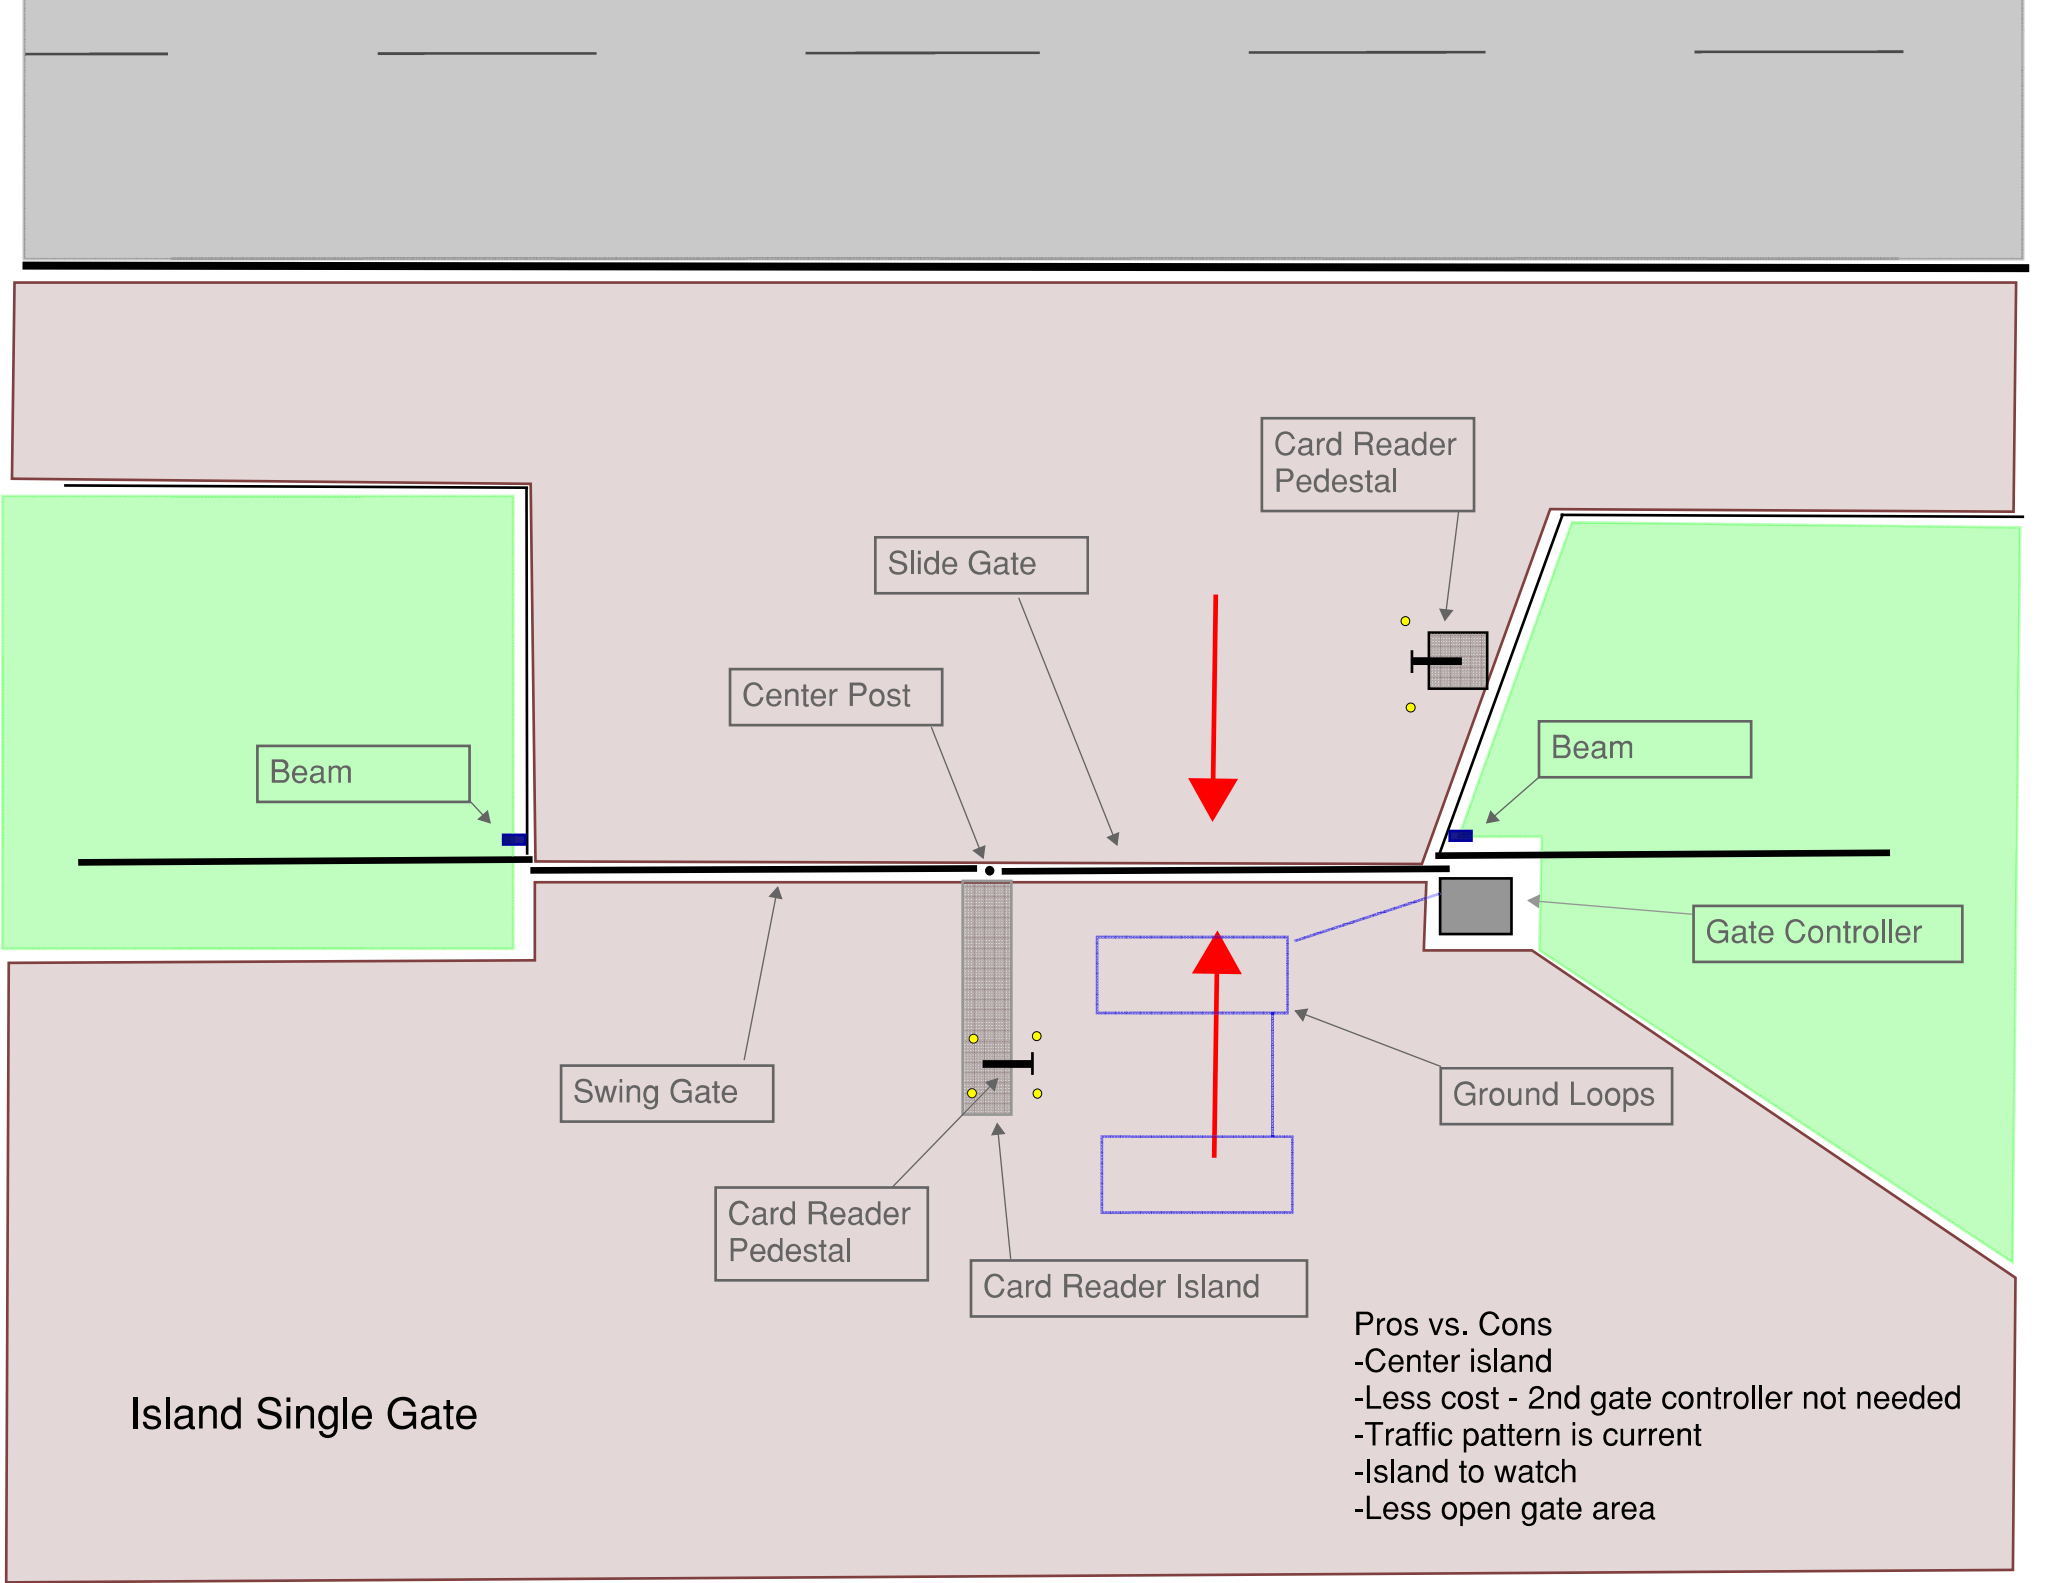 Card Reader
Pedestal
Slide Gate
Center Post
Beam
Beam
Gate Controller
Swing Gate
Ground Loops
Card Reader
Pedestal
Card Reader Island
Pros vs. Cons
-Center island
-Less cost - 2nd gate controller not needed
-Traffic pattern is current
-Island to watch
-Less open gate area
Island Single Gate